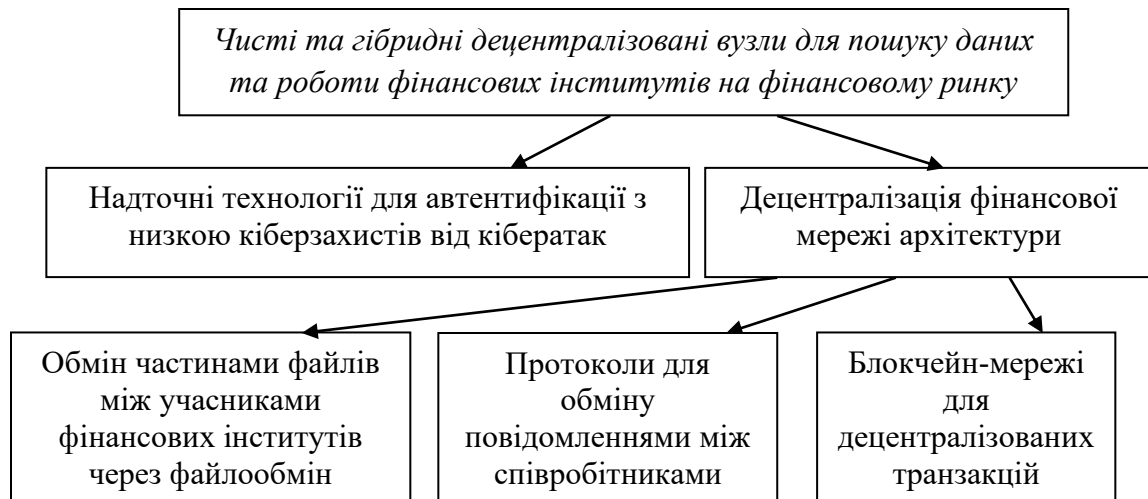 Чисті та гібридні децентралізовані вузли для пошуку даних
та роботи фінансових інститутів на фінансовому ринку
Надточні технології для автентифікації з
низкою кіберзахистів від кібератак
Децентралізація фінансової
мережі архітектури
Обмін частинами файлів
між учасниками
фінансових інститутів
через файлообмін
Протоколи для
обміну
повідомленнями між
співробітниками
Блокчейн-мережі
для
децентралізованих
транзакцій